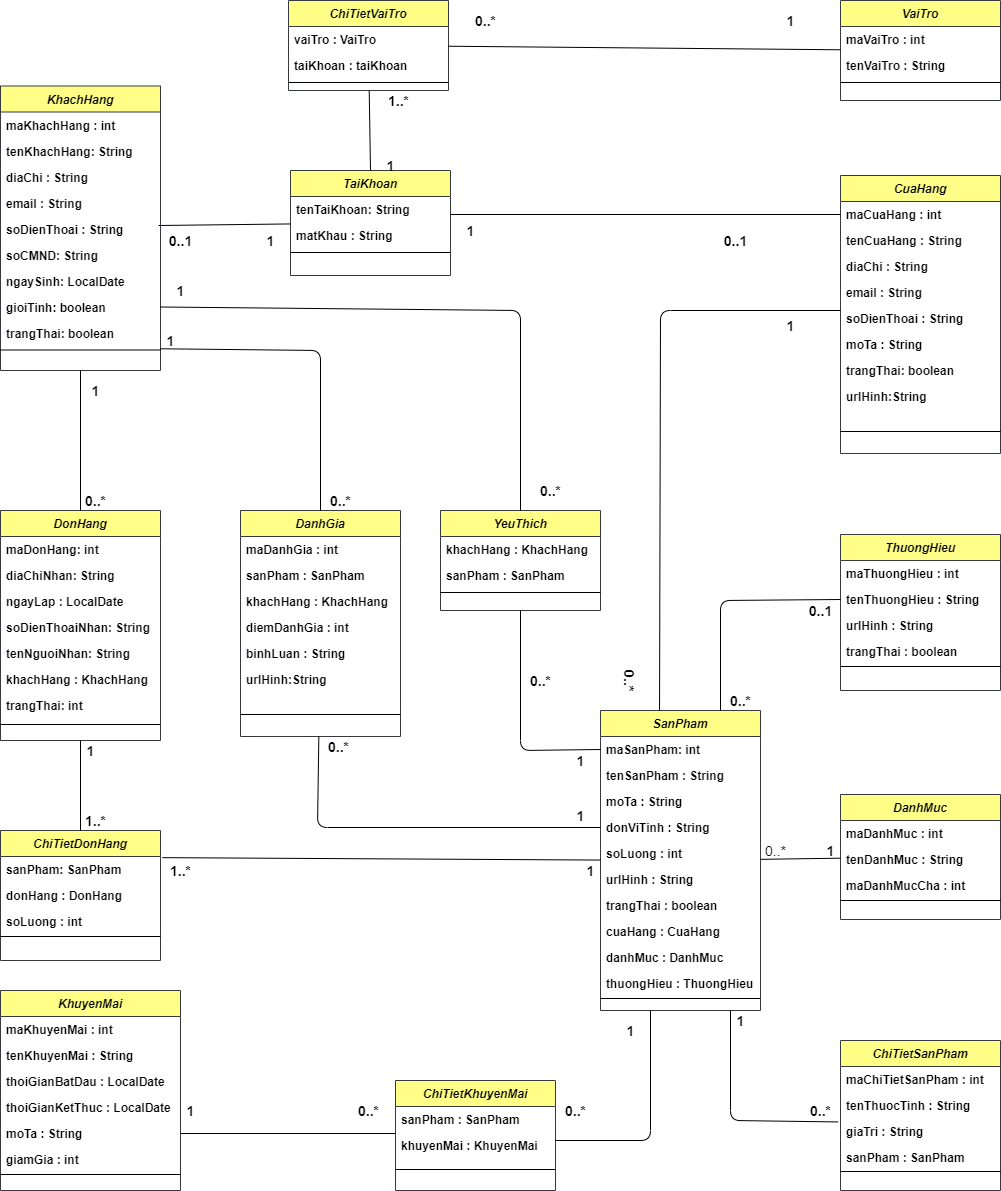 ChiTietVaiTro
vaiTro : VaiTro
taiKhoan : taiKhoan
0..*
1
VaiTro
maVaiTro : int
tenVaiTro : String
1..*
1
KhachHang
maKhachHang : int
tenKhachHang: String
diaChi : String
email : String
soDienThoai : String
soCMND: String
ngaySinh: LocalDate
gioiTinh: boolean
trangThai: boolean
TaiKhoan
tenTaiKhoan: String
matKhau : String
0..1
1
1
0..1
CuaHang
maCuaHang : int
tenCuaHang : String
diaChi : String
email : String
soDienThoai : String
moTa : String
trangThai: boolean
urlHinh:String
1
1
1
1
0..*
0..*
0..*
DonHang
maDonHang: int
diaChiNhan: String
ngayLap : LocalDate
soDienThoaiNhan: String
tenNguoiNhan: String
khachHang : KhachHang
trangThai: int
DanhGia
maDanhGia : int
sanPham : SanPham
khachHang : KhachHang
diemDanhGia : int
binhLuan : String
urlHinh:String
YeuThich
khachHang : KhachHang
sanPham : SanPham
ThuongHieu
maThuongHieu : int
tenThuongHieu : String
urlHinh : String
trangThai : boolean
0..1
0..*
0..*
0..*
1
0..*
1
1
1..*
SanPham
maSanPham: int
tenSanPham : String
moTa : String
donViTinh : String
soLuong : int
urlHinh : String
trangThai : boolean
cuaHang : CuaHang
danhMuc : DanhMuc
thuongHieu : ThuongHieu
0..*
1
DanhMuc
maDanhMuc : int
tenDanhMuc : String
maDanhMucCha : int
ChiTietDonHang
sanPham: SanPham
donHang : DonHang
soLuong : int
1..*
1
KhuyenMai
maKhuyenMai : int
tenKhuyenMai : String
thoiGianBatDau : LocalDate
thoiGianKetThuc : LocalDate
moTa : String
giamGia : int
1
0..*
ChiTietKhuyenMai
sanPham : SanPham
khuyenMai : KhuyenMai
0..*
1
1
0..*
ChiTietSanPham
maChiTietSanPham : int
tenThuocTinh : String
giaTri : String
sanPham : SanPham